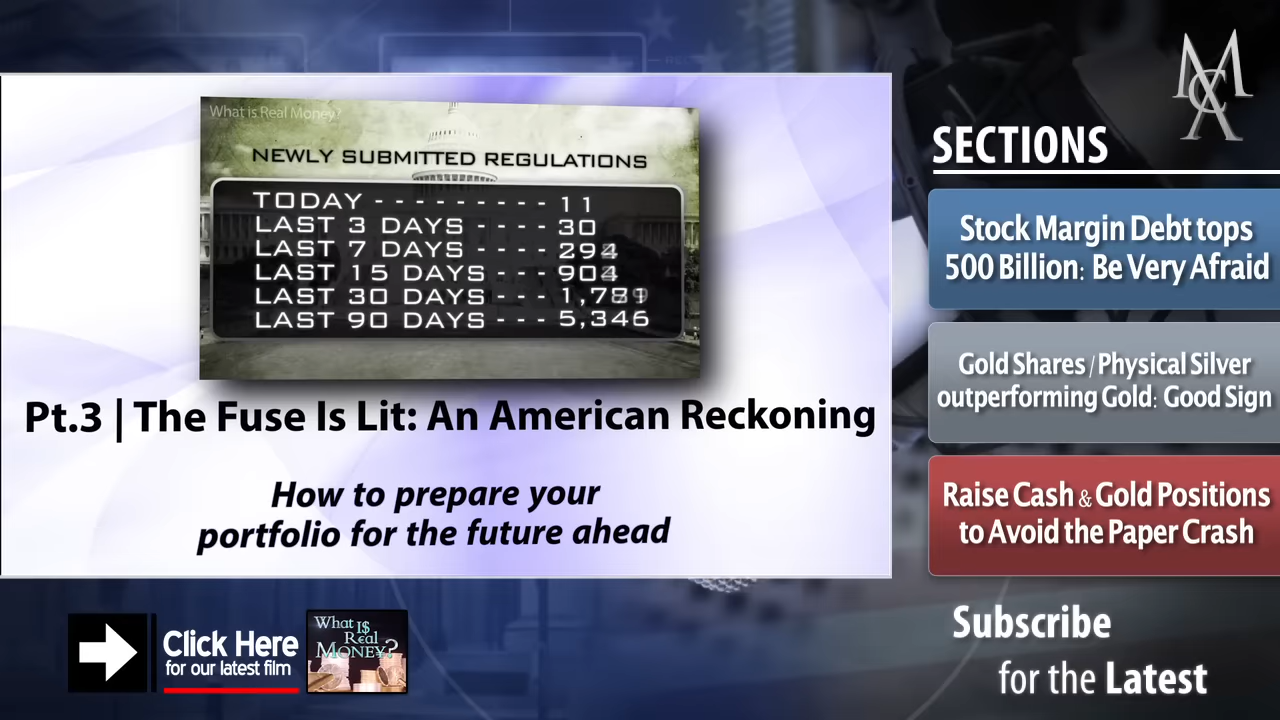 What is Real Money?
NEWLY SUBMITTED REGULATIONS
TODAY - - - - - - - - - 11
LAST 3 DAYS - - - - 30
LAST 7 DAYS - - - - 294
LAST 15 DAYS - - - 904
LAST 30 DAYS - - -
LAST 90 DAYS - - - 5,346
Pt.3 | The Fuse Is Lit: An American Reckoning
How to prepare your
portfolio for the future ahead
Click Here
for our latest film
What I$
Real
MONEY?
MCA
SECTIONS
Stock Margin Debt tops
500 Billion: Be Very Afraid
Gold Shares / Physical Silver
outperforming Gold: Good Sign
Raise Cash & Gold Positions
to Avoid the Paper Crash
Subscribe
for the Latest